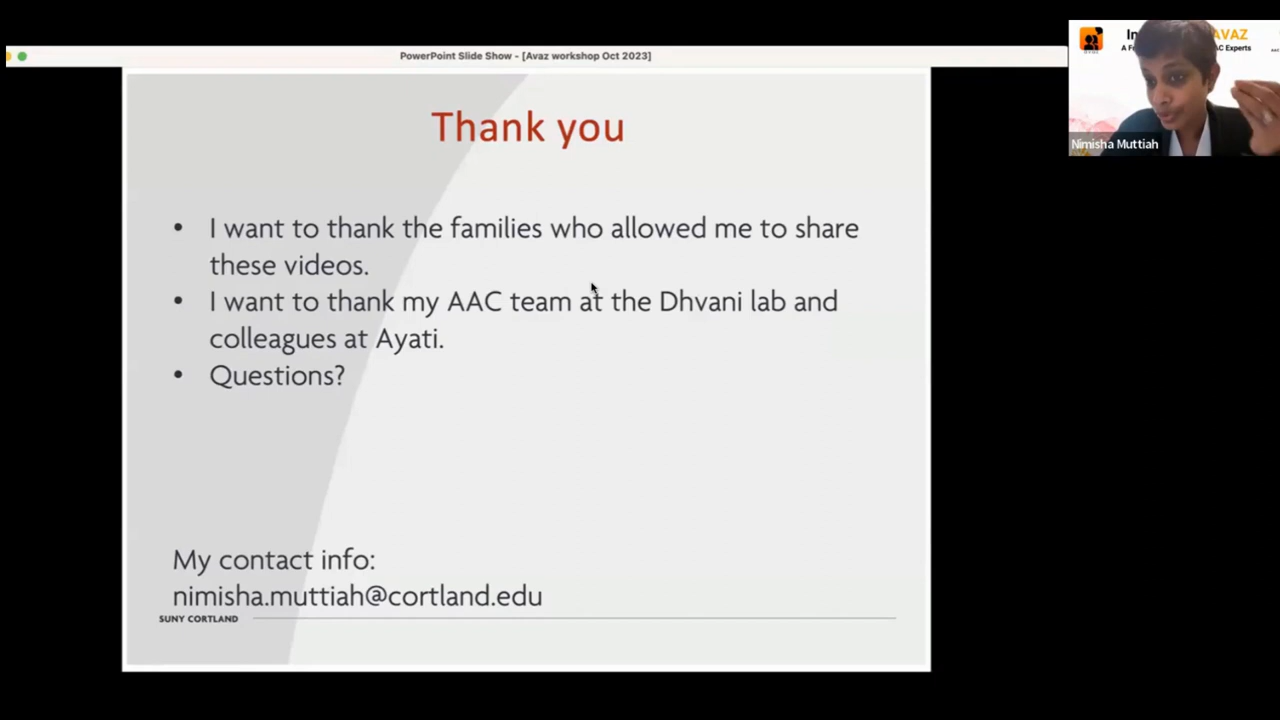 PowerPoint Slide Show - [Avaz workshop Oct 2023]
Thank you
• I want to thank the families who allowed me to share
these videos.
• I want to thank my AAC team at the Dhvani lab and
colleagues at Ayati.
• Questions?
My contact info:
nimisha.muttiah@cortland.edu
SUNY CORTLAND
AVAZ
Experts
Nimisha Muttiah